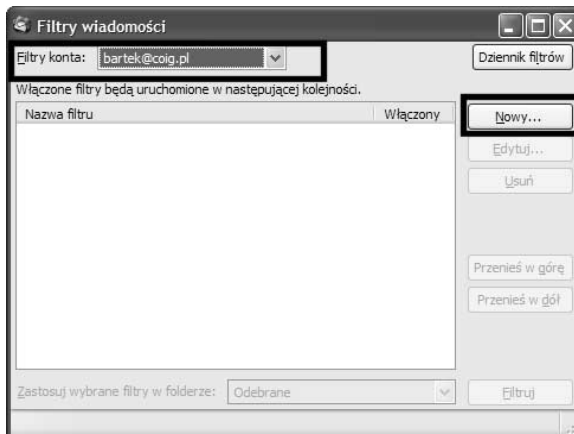 Filtry wiadomości
Filtry konta: bartek@coig.pl
Dziennik filtrów
Włączone filtry będą uruchomione w następującej kolejności.
Nazwa filtru Włączony
Nowy...
Edytuj...
Usuń
Przenieś w górę
Przenieś w dół
Zastosuj wybrane filtry w folderze: Odebrane
Filtruj